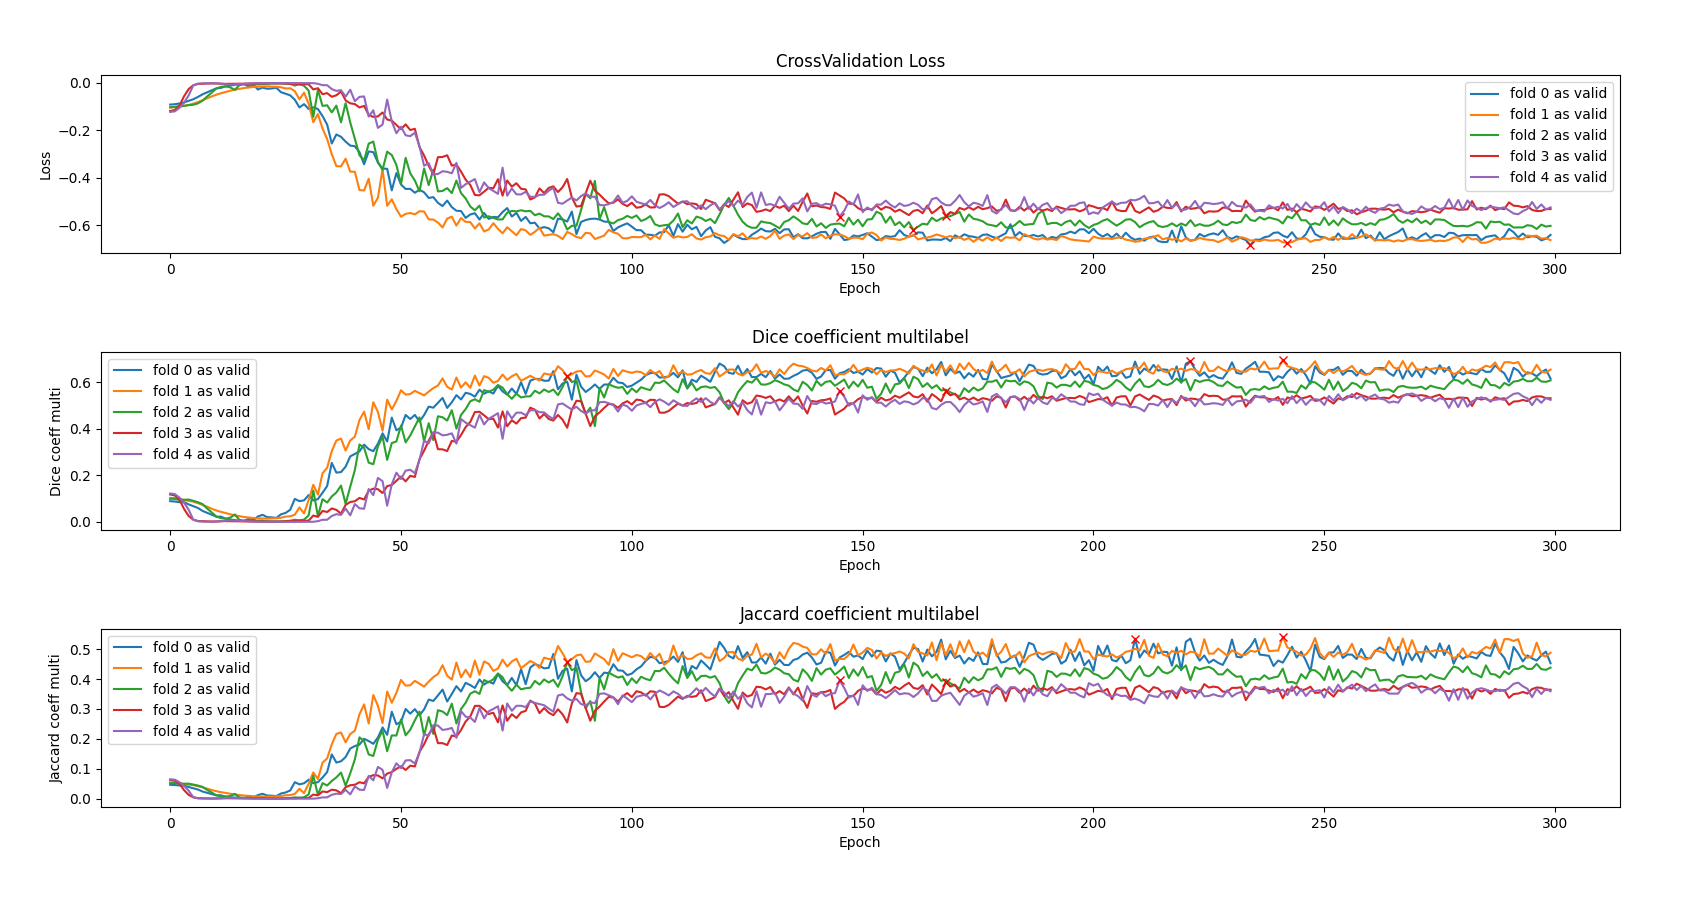 CrossValidation Loss
0.0
−0.2
−0.4
−0.6
Loss
fold 0 as valid
fold 1 as valid
fold 2 as valid
fold 3 as valid
fold 4 as valid
0 50 100 150 200 250 300
Epoch
Dice coefficient multilabel
0.6
0.4
0.2
0.0
Dice coeff multi
fold 0 as valid
fold 1 as valid
fold 2 as valid
fold 3 as valid
fold 4 as valid
0 50 100 150 200 250 300
Epoch
Jaccard coefficient multilabel
0.5
0.4
0.3
0.2
0.1
0.0
Jaccard coeff multi
fold 0 as valid
fold 1 as valid
fold 2 as valid
fold 3 as valid
fold 4 as valid
0 50 100 150 200 250 300
Epoch